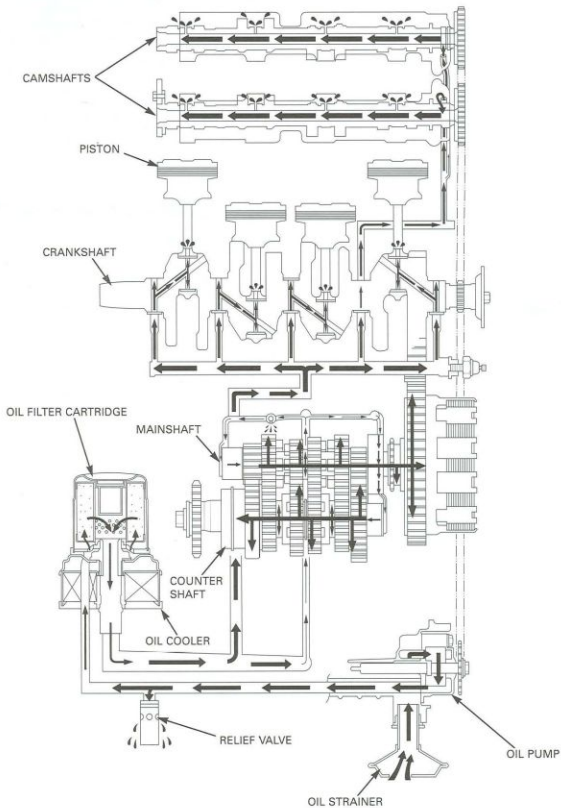 CAMSHAFTS
PISTON
CRANKSHAFT
OIL FILTER CARTRIDGE
MAINSHAFT
COUNTER
SHAFT
OIL COOLER
RELIEF VALVE
OIL PUMP
OIL STRAINER